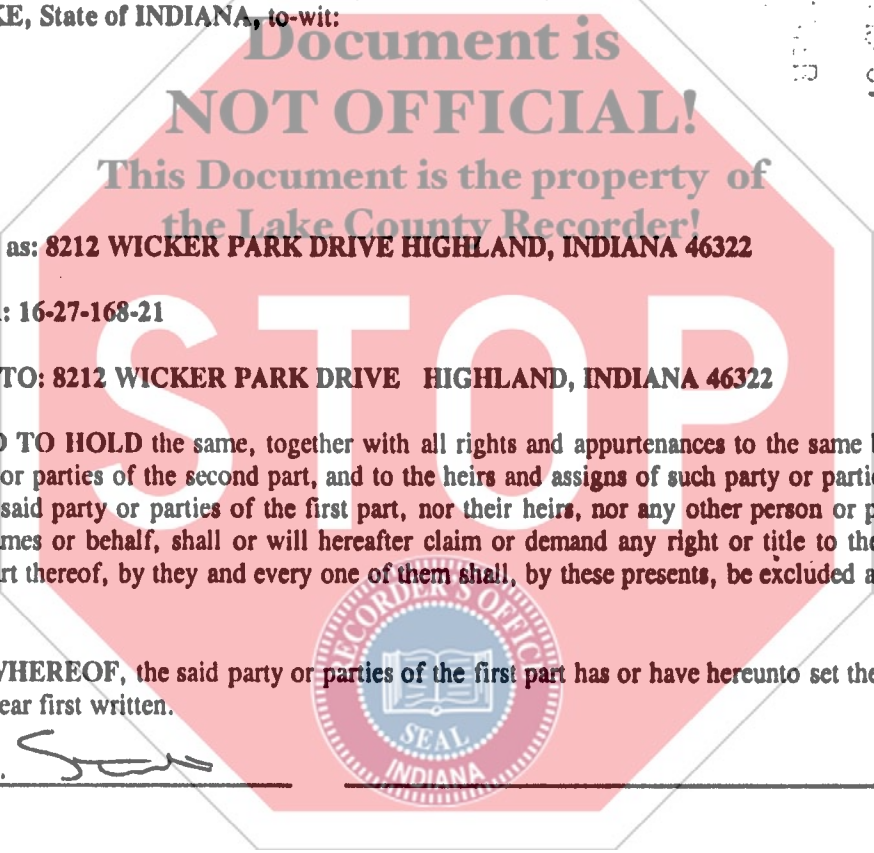 KE, State of INDIANA, to-wit:
Document is
NOT OFFICIAL!
This Document is the property of
the Lake County Recorder!
as: 8212 WICKER PARK DRIVE HIGHLAND, INDIANA 46322
: 16-27-168-21
TO: 8212 WICKER PARK DRIVE HIGHLAND, INDIANA 46322
STOP
D TO HOLD the same, together with all rights and appurtenances to the same
or parties of the second part, and to the heirs and assigns of such party or partie
said party or parties of the first part, nor their heirs, nor any other person or p
mes or behalf, shall or will hereafter claim or demand any right or title to the
rt thereof, by they and every one of them shall, by these presents, be excluded a
WHEREOF, the said party or parties of the first part has or have hereunto set the
ear first written.
RECORDER'S OFFICE
SEAL
INDIANA